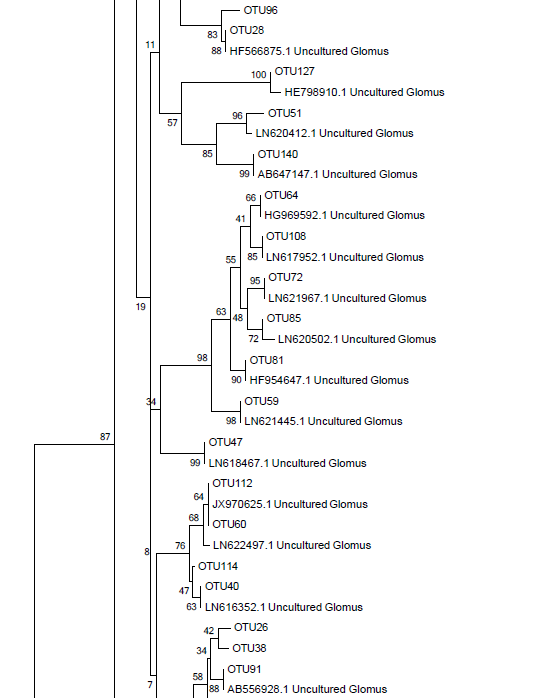 OTU96
83
OTU28
88
HF566875.1 Uncultured Glomus
11
OTU127
100
HE798910.1 Uncultured Glomus
57
OTU51
96
LN620412.1 Uncultured Glomus
85
OTU140
99
AB647147.1 Uncultured Glomus
OTU64
66
HG969592.1 Uncultured Glomus
41
OTU108
85
LN617952.1 Uncultured Glomus
55
OTU72
95
LN621967.1 Uncultured Glomus
19
63
48
OTU85
72
LN620502.1 Uncultured Glomus
98
OTU81
90
HF954647.1 Uncultured Glomus
34
OTU59
98
LN621445.1 Uncultured Glomus
87
OTU47
99
LN618467.1 Uncultured Glomus
OTU112
64
JX970625.1 Uncultured Glomus
68
OTU60
76
LN622497.1 Uncultured Glomus
8
OTU114
47
OTU40
63
LN616352.1 Uncultured Glomus
OTU26
42
34
OTU38
OTU91
58
7
88
AB556928.1 Uncultured Glomus